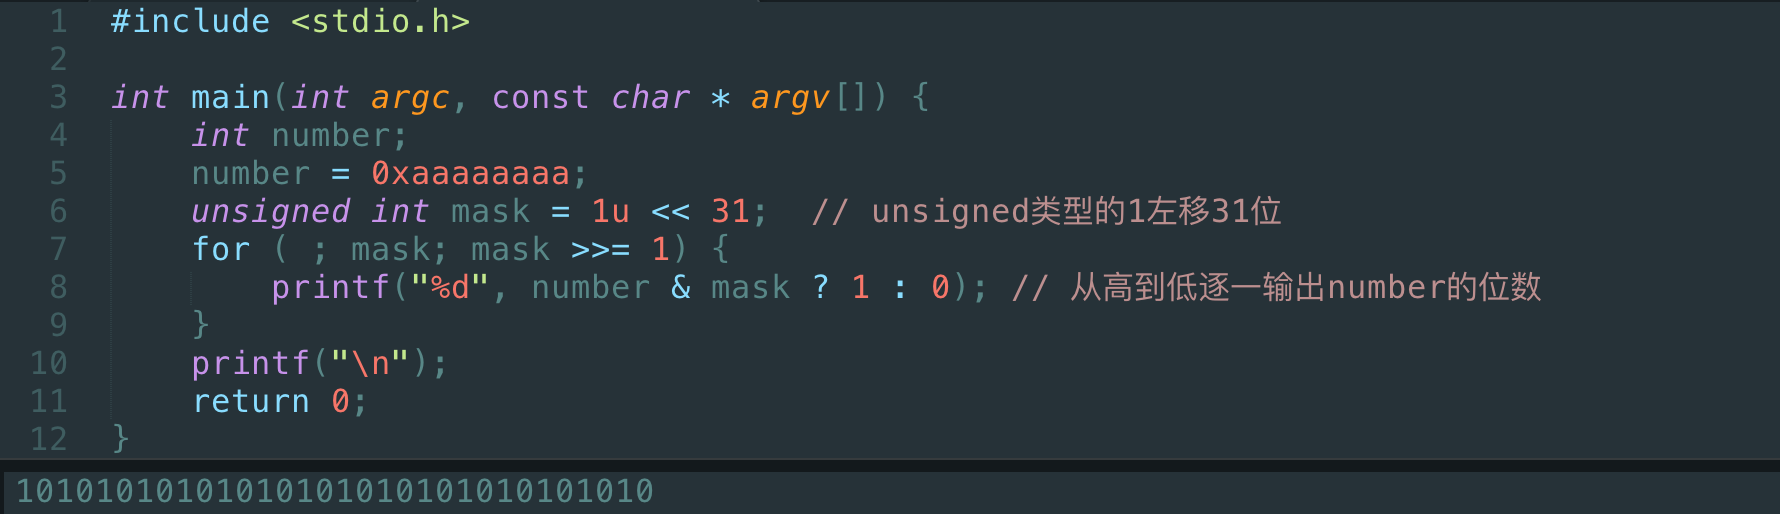 1 #include <stdio.h>
2
3 int main(int argc, const char * argv[]) {
4     int number;
5     number = 0xaaaaaaaa;
6     unsigned int mask = 1u << 31;  // unsigned类型的1左移31位
7     for ( ; mask; mask >>= 1) {
8         printf("%d", number & mask ? 1 : 0); // 从高到低逐一输出number的位数
9     }
10     printf("\n");
11     return 0;
12 }
10101010101010101010101010101010